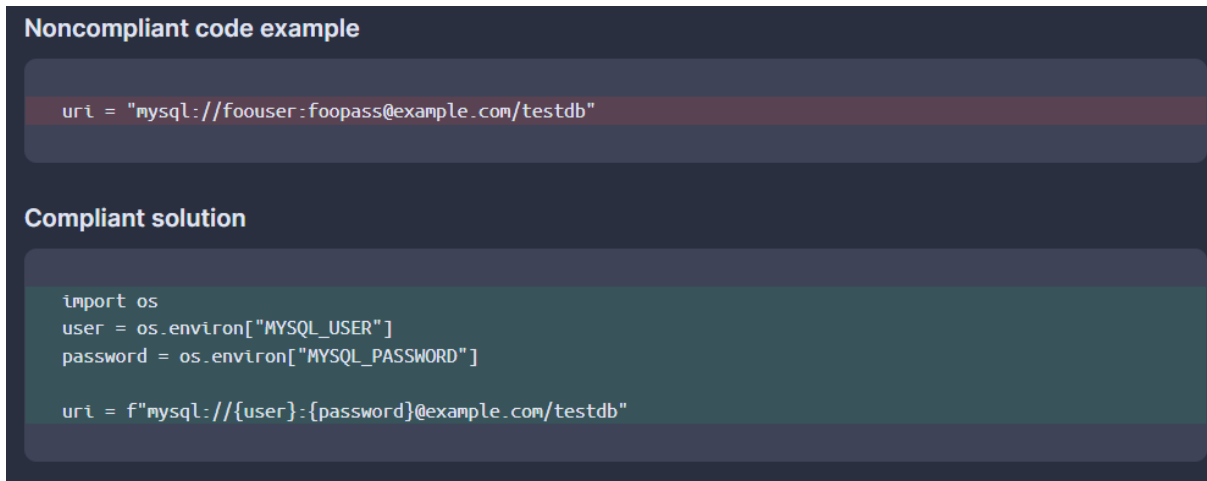 Noncompliant code example
uri = "mysql://foouser:foopass@example.com/testdb"
Compliant solution
import os
user = os.environ["MYSQL_USER"]
password = os.environ["MYSQL_PASSWORD"]
uri = f"mysql://{user}:{password}@example.com/testdb"